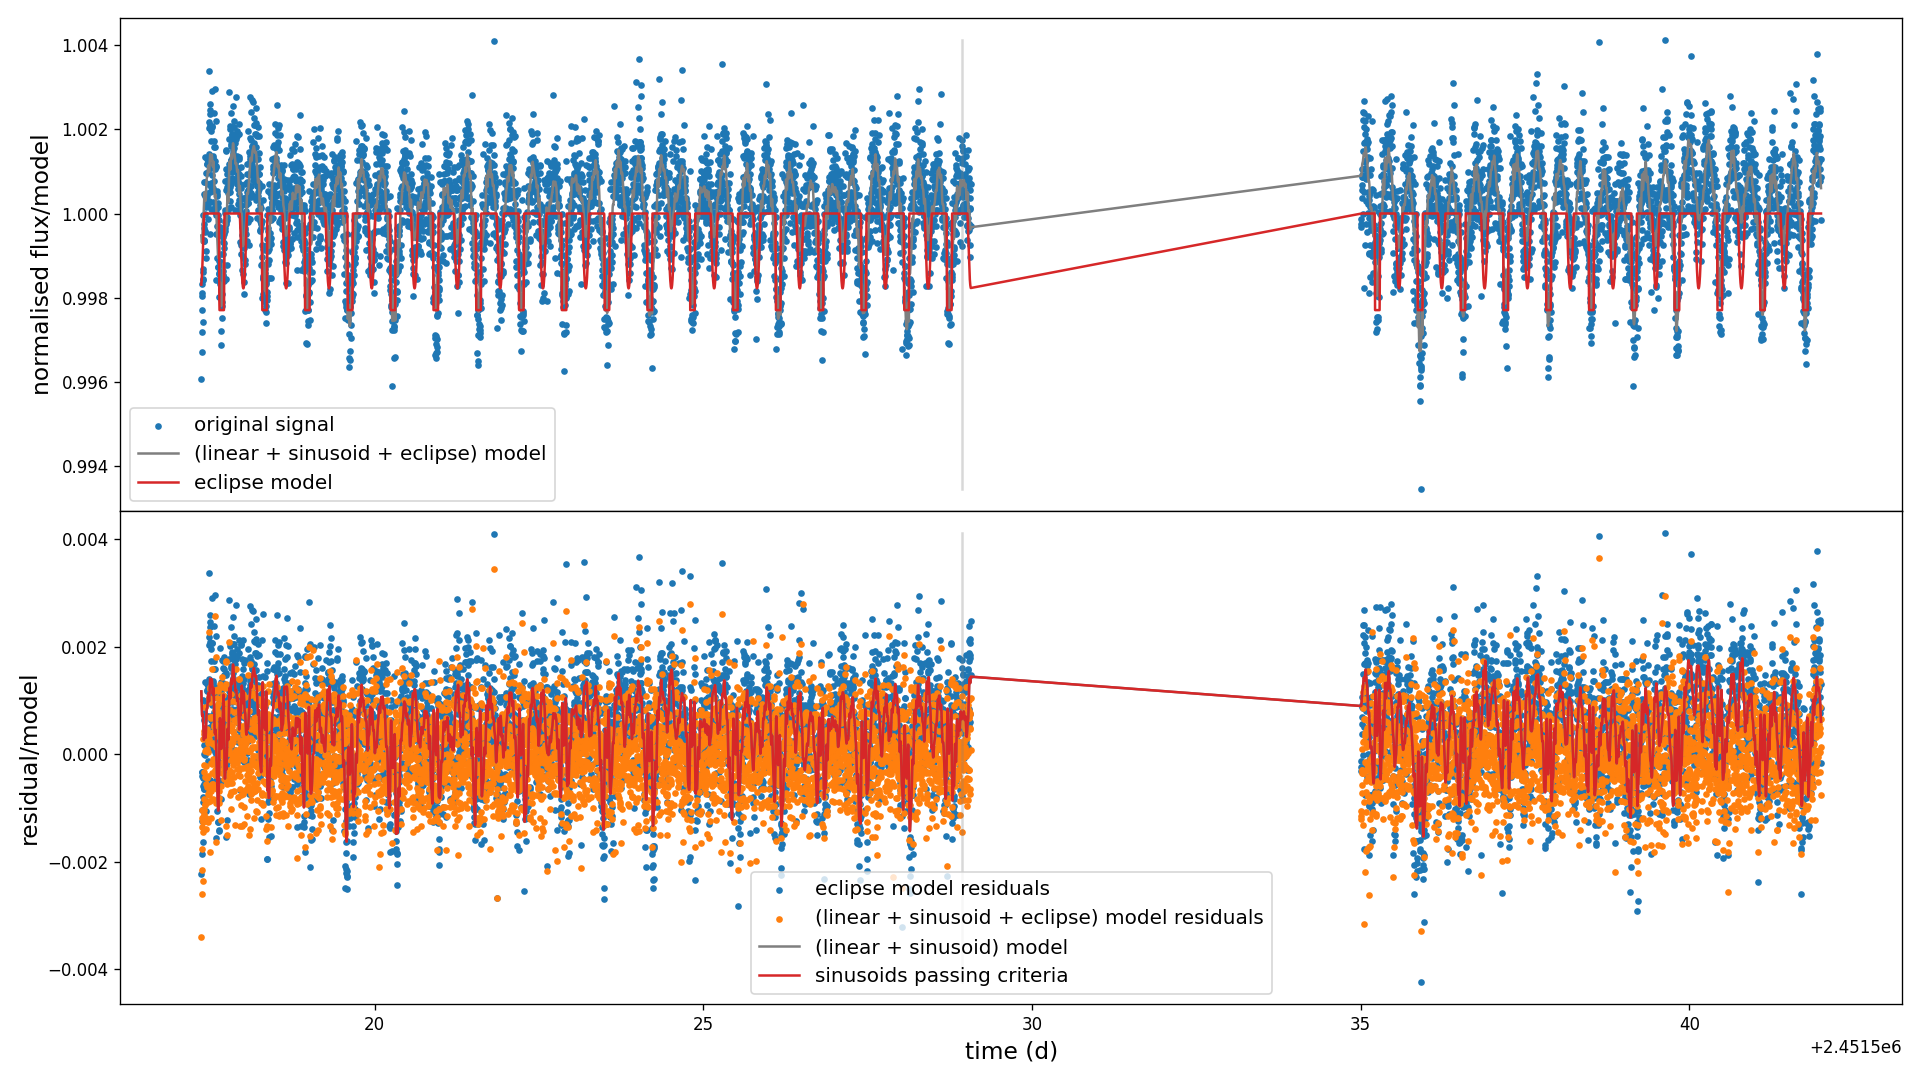 1.004
1.002
1.000
0.998
0.996
0.994
normalised flux/model
original signal
(linear + sinusoid + eclipse) model
eclipse model
0.004
0.002
0.000
−0.002
−0.004
residual/model
eclipse model residuals
(linear + sinusoid + eclipse) model residuals
(linear + sinusoid) model
sinusoids passing criteria
20
25
30
35
40
time (d)
+2.4515e6